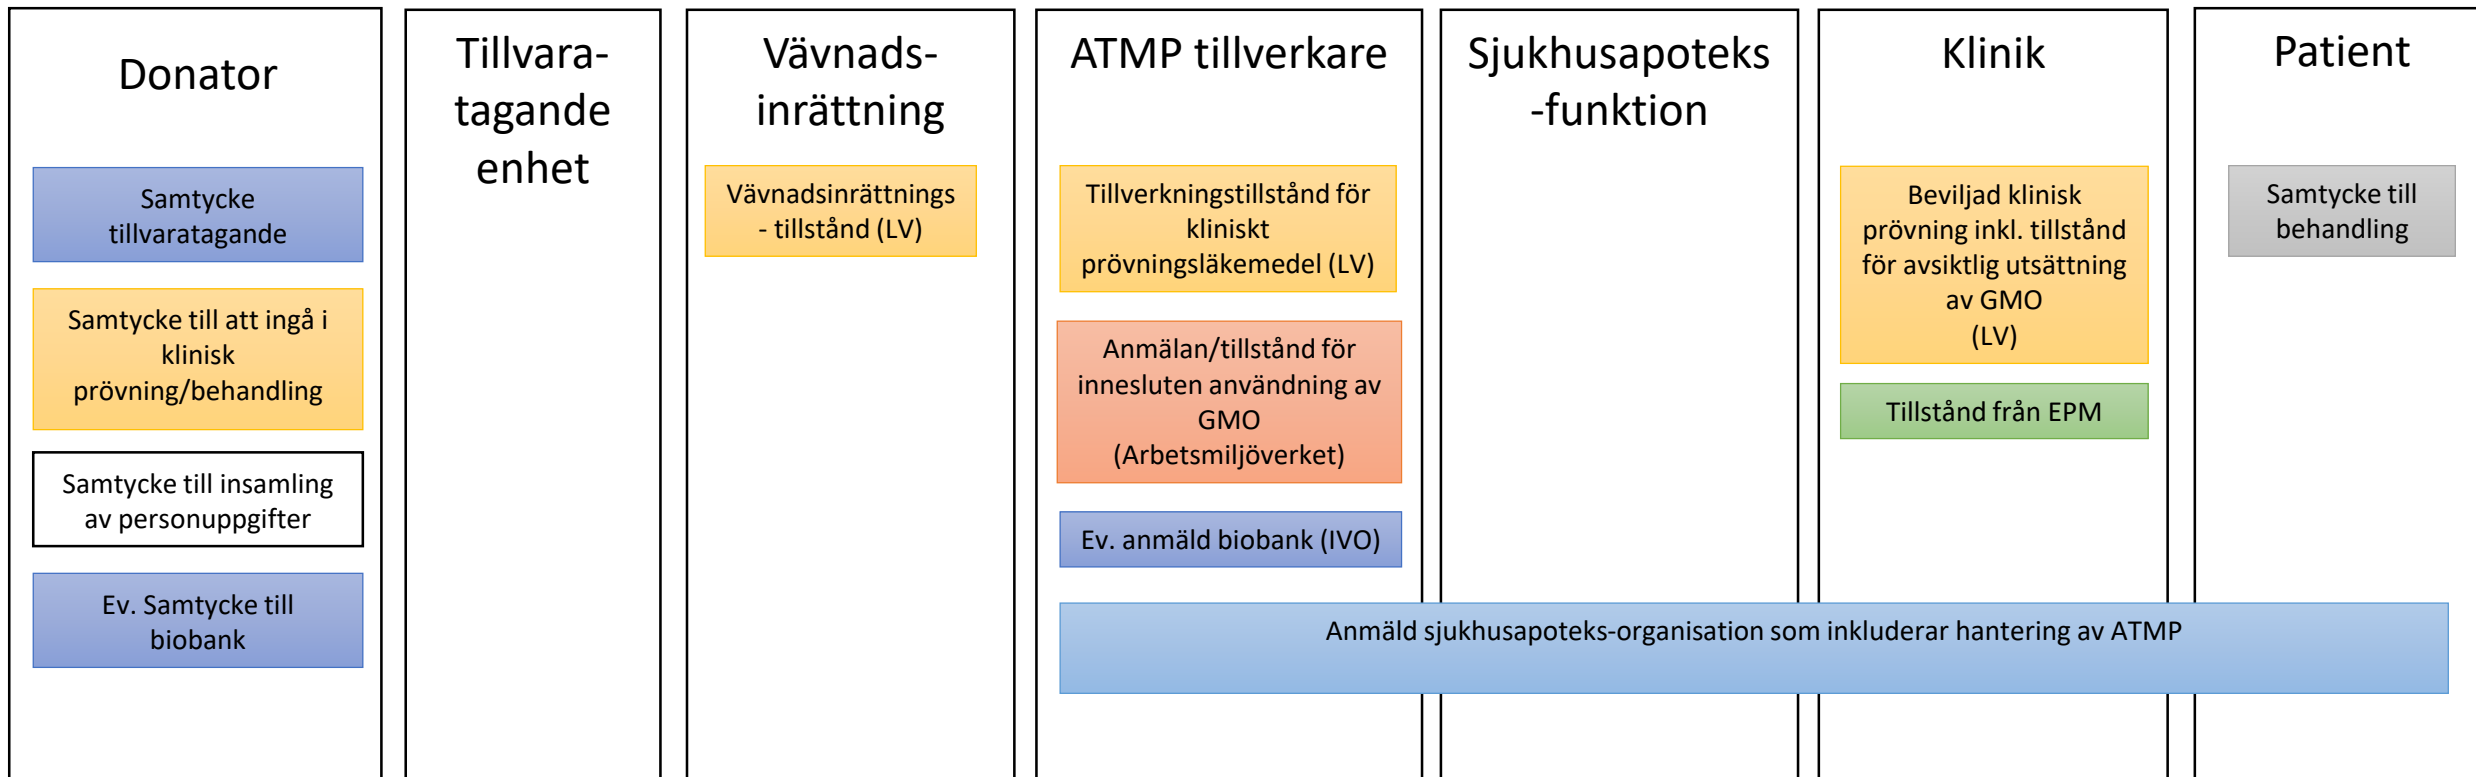 Donator
Samtycke
tillvaratagande
Samtycke till att ingå i
klinisk
prövning/behandling
Samtycke till insamling
av personuppgifter
Ev. Samtycke till
biobank
Tillvara-
tagande
enhet
Vävnads-
inrättning
Vävnadsinrättnings
- tillstånd (LV)
ATMP tillverkare
Tillverkningstillstånd för
kliniskt
prövningsläkemedel (LV)
Anmälan/tillstånd för
innesluten användning av
GMO
(Arbetsmiljöverket)
Ev. anmäld biobank (IVO)
Sjukhusapoteks
-funktion
Klinik
Beviljad klinisk
prövning inkl. tillstånd
för avsiktlig utsättning
av GMO
(LV)
Tillstånd från EPM
Patient
Samtycke till
behandling
Anmäld sjukhusapoteks-organisation som inkluderar hantering av ATMP